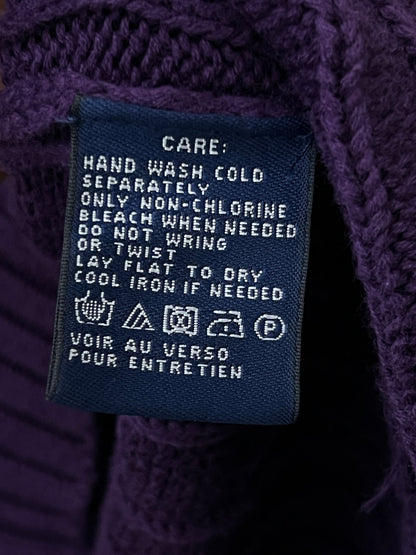 CARE:
HAND WASH COLD
SEPARATELY
ONLY NON-CHLORINE
BLEACH WHEN NEEDED
DO NOT WRING
OR TWIST
LAY FLAT TO DRY
COOL IRON IF NEEDED
P
VOIR AU VERSO
POUR ENTRETIEN